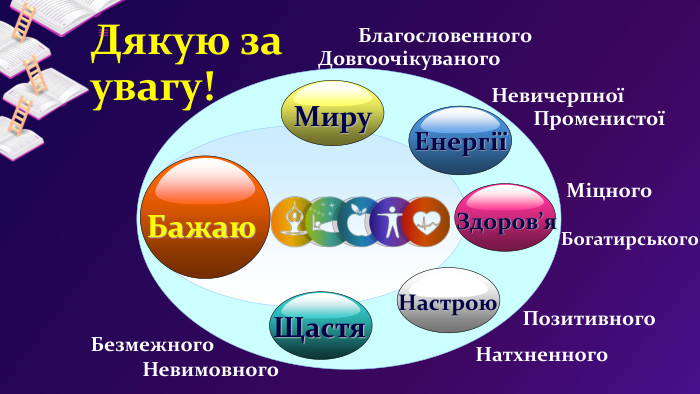 Дякую за
увагу!
Благословенного
Довгоочікуваного
Миру
Невичерпної
Променистої
Енергії
Бажаю
Міцного
Здоров’я
Богатирського
Настрою
Позитивного
Натхненного
Щастя
Безмежного
Невимовного